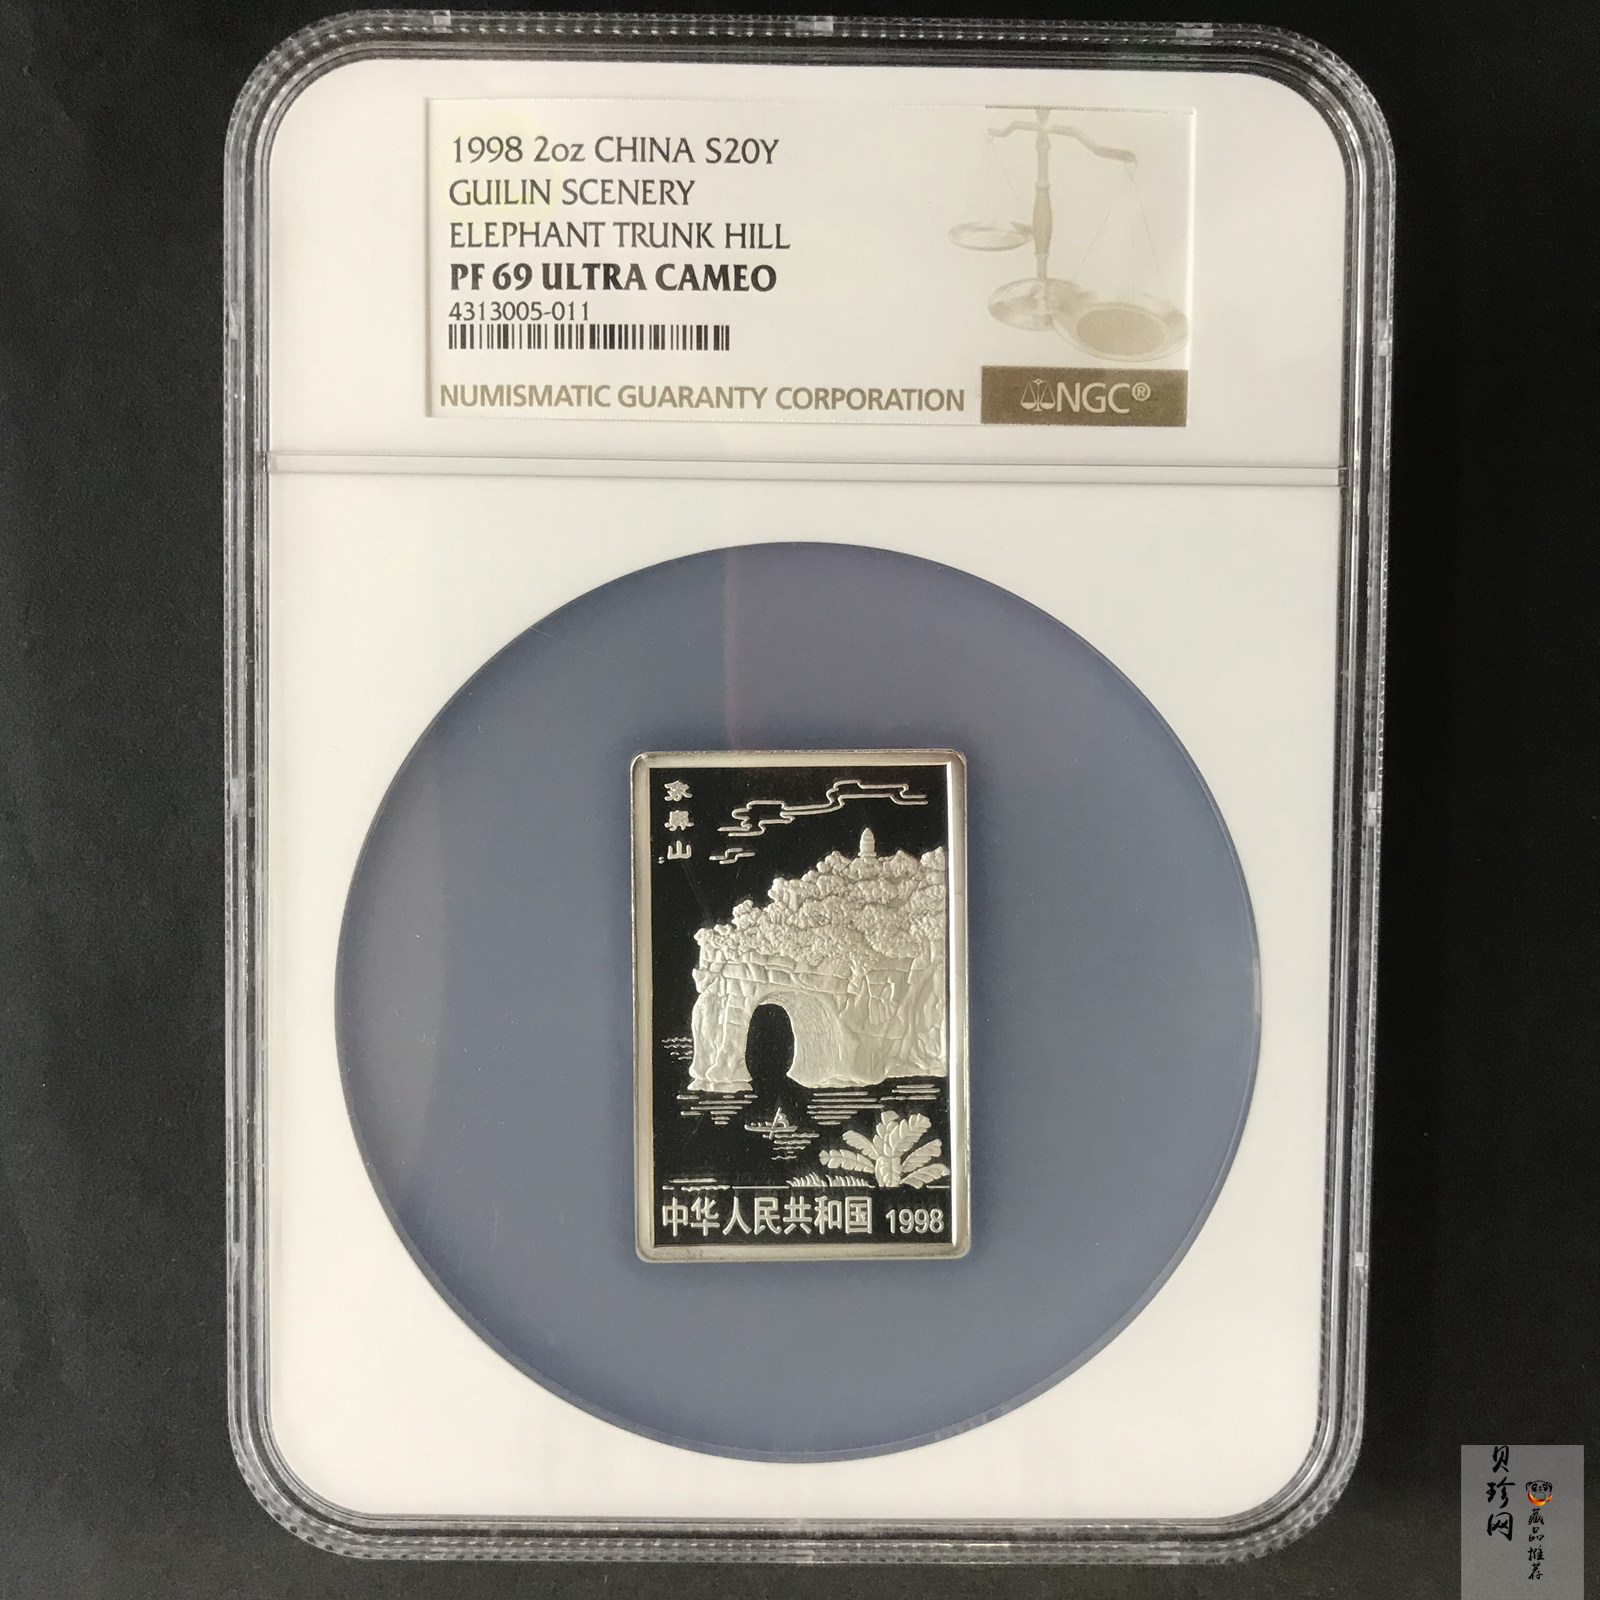 1998 2oz CHINA S20Y
GUILIN SCENERY
ELEPHANT TRUNK HILL
PF 69 ULTRA CAMEO
4313005-011
NUMISMATIC GUARANTY CORPORATION
NGC®
象鼻山
中华人民共和国 1998
贝珍网
藏品推荐